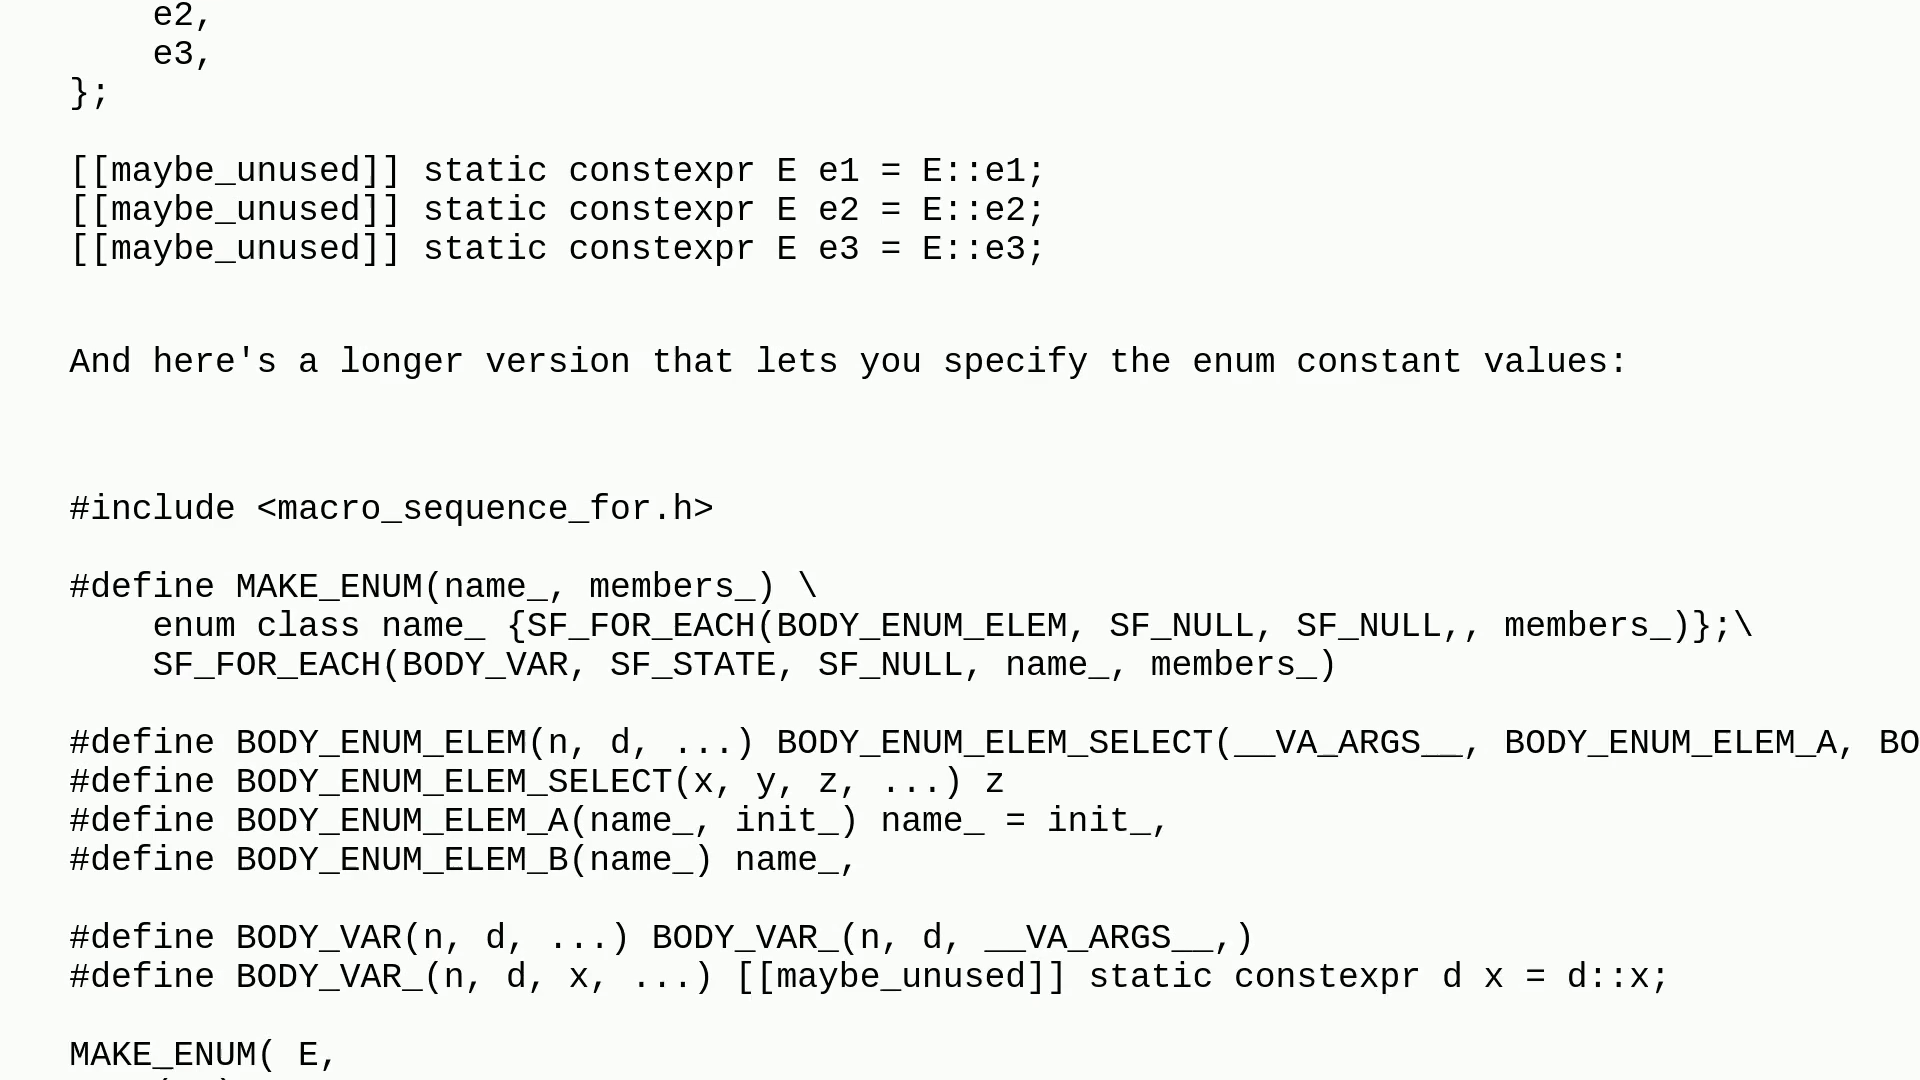 e2,
e3,
};
[[maybe_unused]] static constexpr E e1 = E::e1;
[[maybe_unused]] static constexpr E e2 = E::e2;
[[maybe_unused]] static constexpr E e3 = E::e3;
And here's a longer version that lets you specify the enum constant values:
#include <macro_sequence_for.h>
#define MAKE_ENUM(name_, members_) \
enum class name_ {SF_FOR_EACH(BODY_ENUM_ELEM, SF_NULL, SF_NULL,, members_)};\
SF_FOR_EACH(BODY_VAR, SF_STATE, SF_NULL, name_, members_)
#define BODY_ENUM_ELEM(n, d, ...) BODY_ENUM_ELEM_SELECT(__VA_ARGS__, BODY_ENUM_ELEM_A, BO
#define BODY_ENUM_ELEM_SELECT(x, y, z, ...) z
#define BODY_ENUM_ELEM_A(name_, init_) name_ = init_,
#define BODY_ENUM_ELEM_B(name_) name_,
#define BODY_VAR(n, d, ...) BODY_VAR_(n, d, __VA_ARGS__,)
#define BODY_VAR_(n, d, x, ...) [[maybe_unused]] static constexpr d x = d::x;
MAKE_ENUM( E,